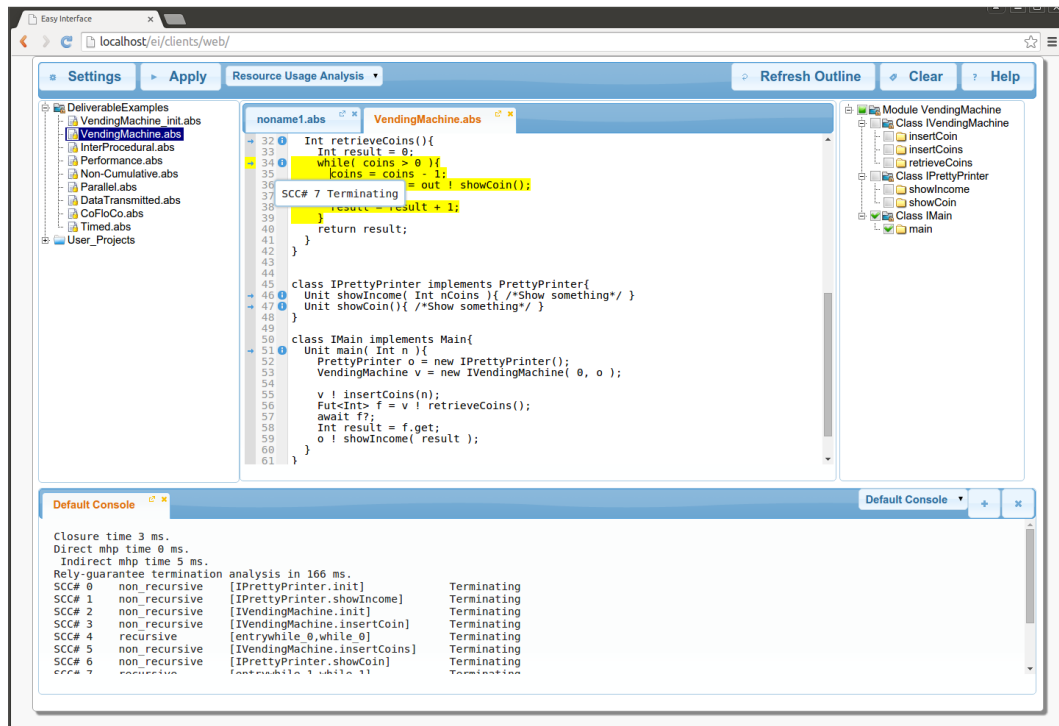 Easy Interface
localhost/ei/clients/web/
Settings
Apply
Resource Usage Analysis
Refresh Outline
Clear
? Help
DeliverableExamples
VendingMachine_init.abs
VendingMachine.abs
InterProcedural.abs
Performance.abs
Non-Cumulative.abs
Parallel.abs
DataTransmitted.abs
CoFloCo.abs
Timed.abs
User_Projects
noname1.abs
VendingMachine.abs
32 Int retrieveCoins(){
33 Int result = 0;
34 while( coins > 0 ){
35 coins = coins - 1;
36 = out ! showCoin();
37
SCC# 7 Terminating
38 result = result + 1;
39 }
40 return result;
41 }
42 }
43
44
45 class IPrettyPrinter implements PrettyPrinter{
46 Unit showIncome( Int nCoins ){ /*Show something*/ }
47 Unit showCoin(){ /*Show something*/ }
48 }
49
50 class IMain implements Main{
51 Unit main( Int n ){
52 PrettyPrinter o = new IPrettyPrinter();
53 VendingMachine v = new IVendingMachine( 0, o );
54
55 v ! insertCoins(n);
56 Fut<Int> f = v ! retrieveCoins();
57 await f?;
58 Int result = f.get;
59 o ! showIncome( result );
60 }
61 }
Module VendingMachine
Class IVendingMachine
insertCoin
insertCoins
retrieveCoins
Class IPrettyPrinter
showIncome
showCoin
Class IMain
main
Default Console
Default Console
Closure time 3 ms.
Direct mhp time 0 ms.
Indirect mhp time 5 ms.
Rely-guarantee termination analysis in 166 ms.
SCC# 0 non_recursive [IPrettyPrinter.init] Terminating
SCC# 1 non_recursive [IPrettyPrinter.showIncome] Terminating
SCC# 2 non_recursive [IVendingMachine.init] Terminating
SCC# 3 non_recursive [IVendingMachine.insertCoin] Terminating
SCC# 4 recursive [entrywhile_0,while_0] Terminating
SCC# 5 non_recursive [IVendingMachine.insertCoins] Terminating
SCC# 6 non_recursive [IPrettyPrinter.showCoin] Terminating
SCC# 7 recursive [entrywhile_1,while_1] Terminating